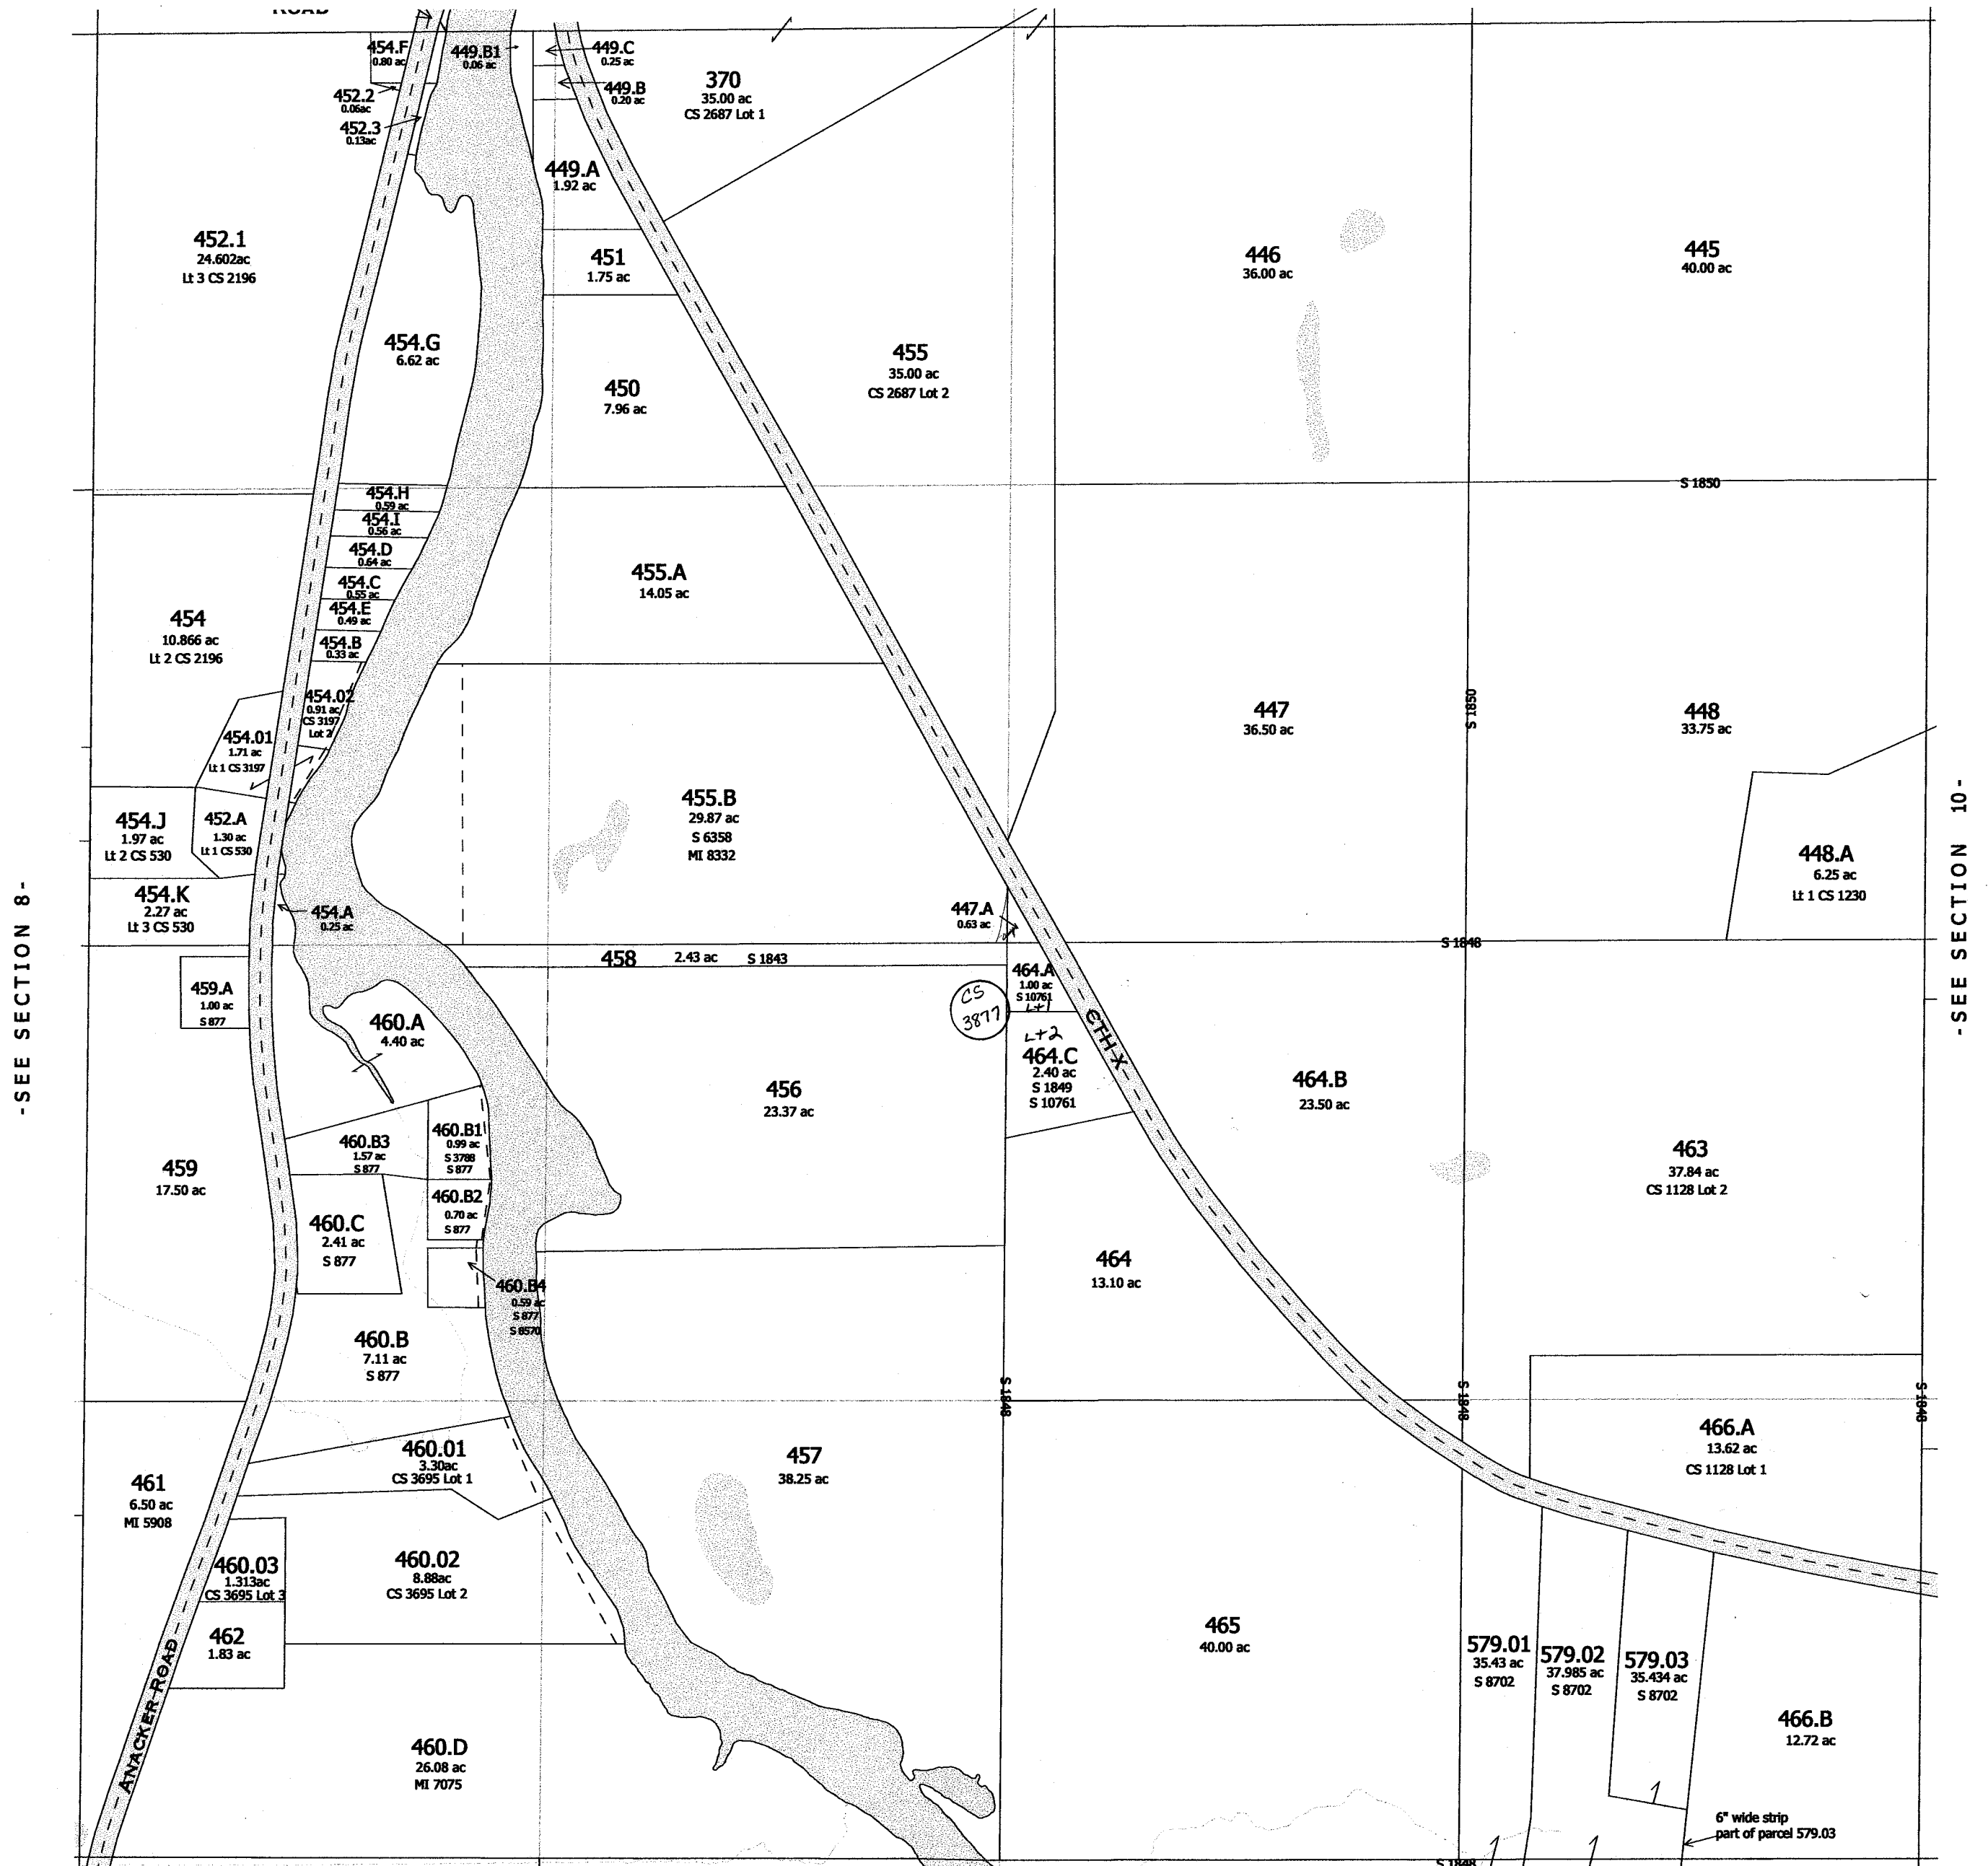 ROAD
454.F
0.80 ac
449.B1
0.06 ac
449.C
0.25 ac
449.B
0.20 ac
370
35.00 ac
CS 2687 Lot 1
452.2
0.06ac
452.3
0.13ac
449.A
1.92 ac
452.1
24.602ac
Lt 3 CS 2196
451
1.75 ac
446
36.00 ac
445
40.00 ac
454.G
6.62 ac
450
7.96 ac
455
35.00 ac
CS 2687 Lot 2
S 1850
454.H
0.59 ac
454.I
0.56 ac
454.D
0.64 ac
454.C
0.55 ac
454.E
0.49 ac
454.B
0.33 ac
455.A
14.05 ac
454
10.866 ac
Lt 2 CS 2196
454.02
0.91 ac
CS 3197
Lot 2
454.01
1.71 ac
Lt 1 CS 3197
447
36.50 ac
S 1850
448
33.75 ac
454.J
1.97 ac
Lt 2 CS 530
452.A
1.30 ac
Lt 1 CS 530
455.B
29.87 ac
S 6358
MI 8332
448.A
6.25 ac
Lt 1 CS 1230
-SEE SECTION 8-
-SEE SECTION 10-
454.K
2.27 ac
Lt 3 CS 530
454.A
0.25 ac
447.A
0.63 ac
S 1848
458 2.43 ac S 1843
459.A
1.00 ac
S 877
460.A
4.40 ac
CS
3877
464.A
1.00 ac
S 10761
Lt 1
Lt 2
464.C
2.40 ac
S 1849
S 10761
CTH X
456
23.37 ac
464.B
23.50 ac
463
37.84 ac
CS 1128 Lot 2
459
17.50 ac
460.B3
1.57 ac
S 877
460.B1
0.99 ac
S 3788
S 877
460.B2
0.70 ac
S 877
460.C
2.41 ac
S 877
460.B4
0.59 ac
S 877
S 8570
464
13.10 ac
460.B
7.11 ac
S 877
S 1848
S 1848
S 1848
460.01
3.30ac
CS 3695 Lot 1
457
38.25 ac
466.A
13.62 ac
CS 1128 Lot 1
461
6.50 ac
MI 5908
460.03
1.313ac
CS 3695 Lot 3
460.02
8.88ac
CS 3695 Lot 2
462
1.83 ac
465
40.00 ac
579.01
35.43 ac
S 8702
579.02
37.985 ac
S 8702
579.03
35.434 ac
S 8702
466.B
12.72 ac
ANACKER ROAD
460.D
26.08 ac
MI 7075
6" wide strip
part of parcel 579.03
S 1848